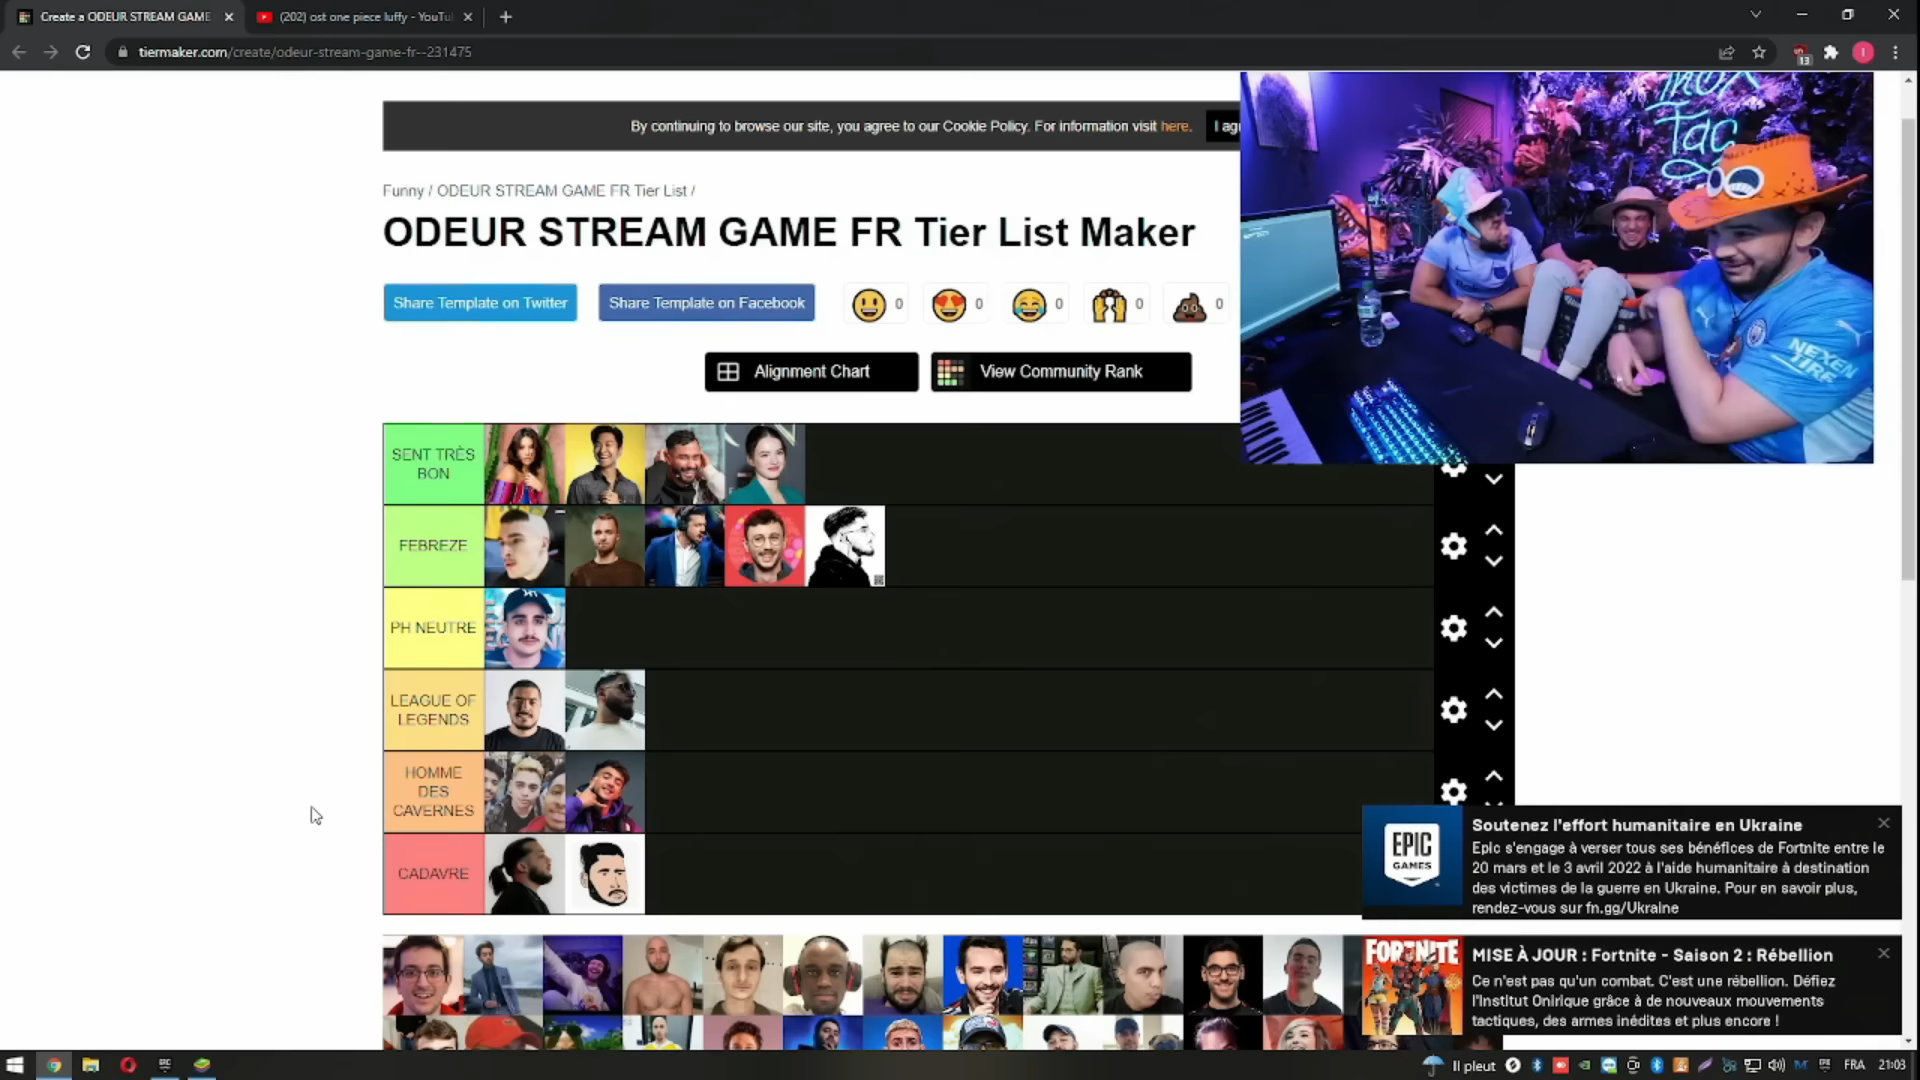 Create a ODEUR STREAM GAME
(202) ost one piece luffy - YouTu
tiermaker.com/create/odeur-stream-game-fr--231475
13
I
By continuing to browse our site, you agree to our Cookie Policy. For information visit here.
I agr
Funny / ODEUR STREAM GAME FR Tier List /
ODEUR STREAM GAME FR Tier List Maker
Share Template on Twitter
Share Template on Facebook
0
0
0
0
0
Alignment Chart
View Community Rank
inox
Tac
NEXEN
TIRE
SENT TRÈS
BON
FEBREZE
PH NEUTRE
LEAGUE OF
LEGENDS
HOMME
DES
CAVERNES
CADAVRE
EPIC
GAMES
Soutenez l'effort humanitaire en Ukraine
Epic s'engage à verser tous ses bénéfices de Fortnite entre le
20 mars et le 3 avril 2022 à l'aide humanitaire à destination
des victimes de la guerre en Ukraine. Pour en savoir plus,
rendez-vous sur fn.gg/Ukraine
FORTNITE
MISE À JOUR : Fortnite - Saison 2 : Rébellion
Ce n'est pas qu'un combat. C'est une rébellion. Défiez
l'Institut Onirique grâce à de nouveaux mouvements
tactiques, des armes inédites et plus encore !
Il pleut
FRA
21:03